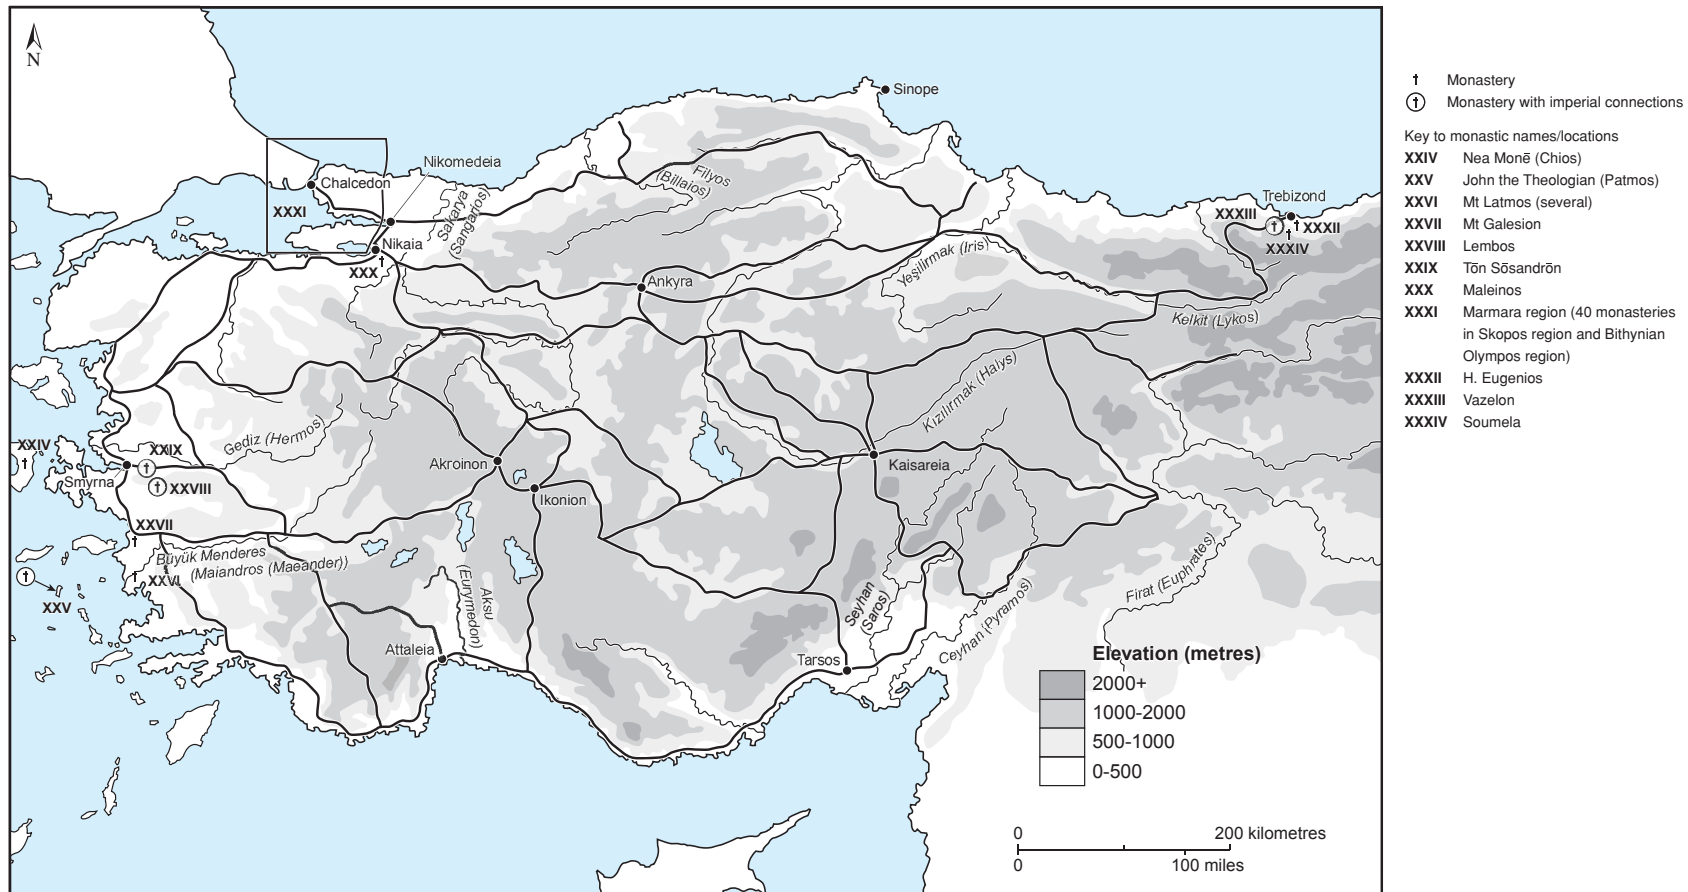 N
Sinope
Nikomedeia
Chalcedon
Filyos
(Billaios)
Sakarya
(Sangarios)
XXXI
Nikaia
XXX
Trebizond
XXXIII
XXXII
XXXIV
Yeşilirmak (Iris)
Ankyra
Kelkit (Lykos)
Kızılırmak (Halys)
Gediz (Hermos)
XXIV
XXIX
Smyrna
XXVIII
Akroinon
Ikonion
Kaisareia
XXVII
Büyük Menderes
(Maiandros (Maeander))
XXVI
XXV
Aksu
(Eurymedon)
Seyhan
(Saros)
Firat (Euphrates)
Ceyhan (Pyramos)
Attaleia
Tarsos
Elevation (metres)
2000+
1000-2000
500-1000
0-500
0 200 kilometres
0 100 miles
Monastery
Monastery with imperial connections
Key to monastic names/locations
XXIV Nea Monē (Chios)
XXV John the Theologian (Patmos)
XXVI Mt Latmos (several)
XXVII Mt Galesion
XXVIII Lembos
XXIX Tōn Sōsandrōn
XXX Maleinos
XXXI Marmara region (40 monasteries
in Skopos region and Bithynian
Olympos region)
XXXII H. Eugenios
XXXIII Vazelon
XXXIV Soumela